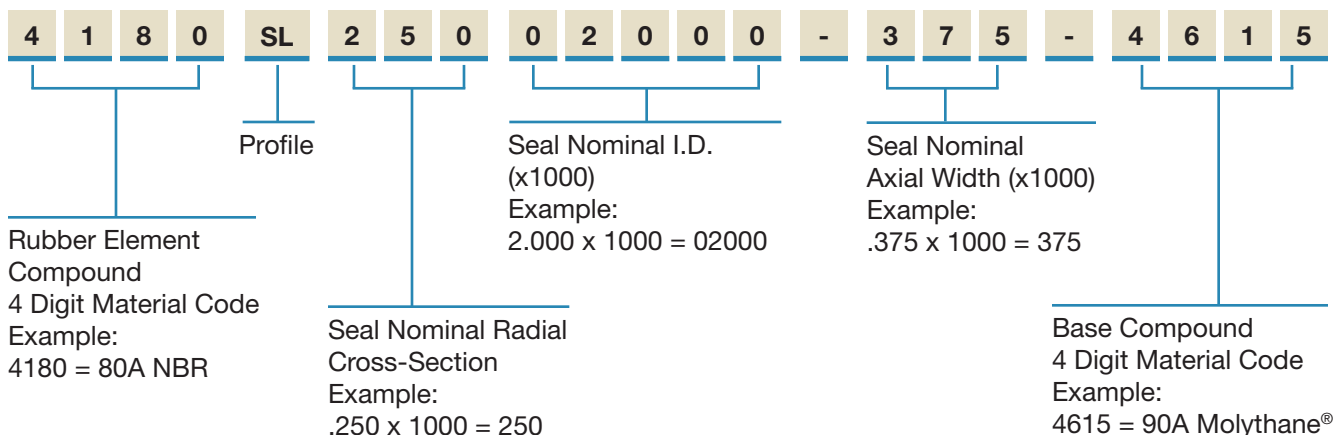 4 1 8 0 SL 2 5 0 0 2 0 0 0 - 3 7 5 - 4 6 1 5
Profile
Seal Nominal I.D.
(x1000)
Example:
2.000 x 1000 = 02000
Seal Nominal
Axial Width (x1000)
Example:
.375 x 1000 = 375
Rubber Element
Compound
4 Digit Material Code
Example:
4180 = 80A NBR
Seal Nominal Radial
Cross-Section
Example:
.250 x 1000 = 250
Base Compound
4 Digit Material Code
Example:
4615 = 90A Molythane®